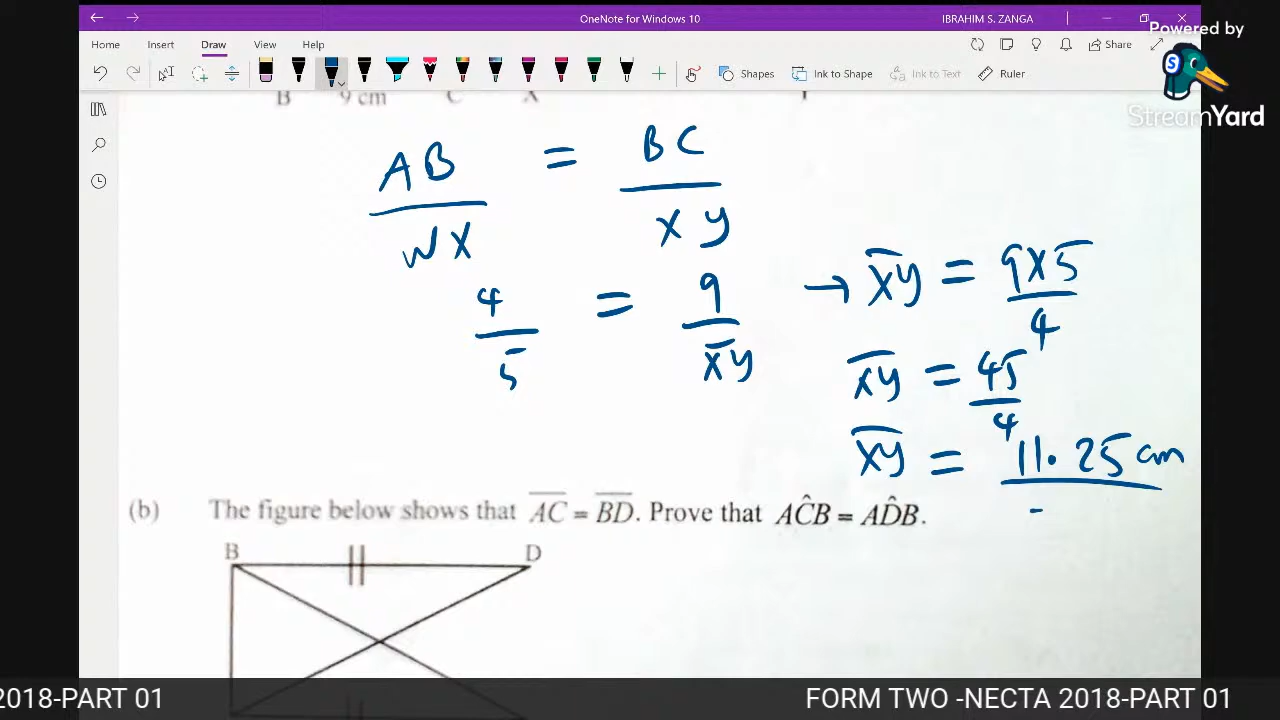 OneNote for Windows 10
IBRAHIM S. ZANGA
Powered by
StreamYard
Home Insert Draw View Help
Share
Shapes Ink to Shape Ink to Text Ruler
B 9 cm C X
AB = BC
WX XY
4 = 9
5 XY
→ XY = 9x5
4
XY = 45
4
XY = 11.25 cm
(b) The figure below shows that AC = BD. Prove that AĈB = AD̂B.
B D
2018-PART 01
FORM TWO -NECTA 2018-PART 01